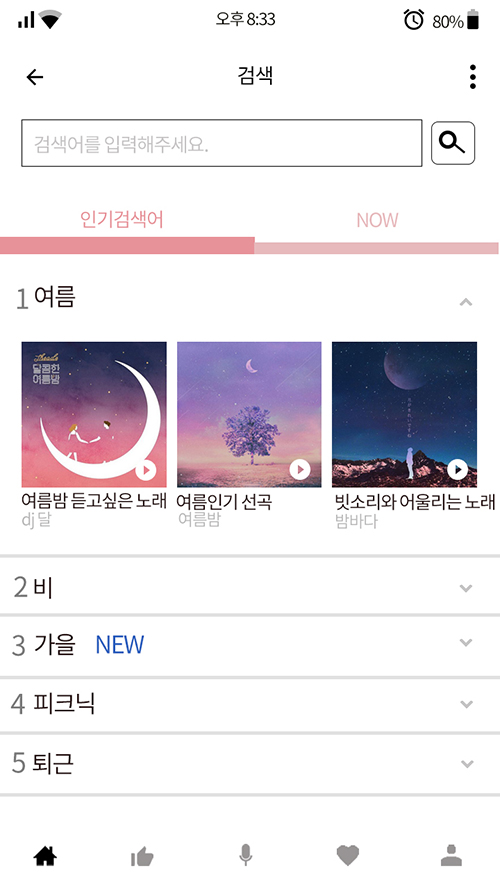 오후 8:33
80%
검색
검색어를 입력해주세요.
인기검색어
NOW
1 여름
달콤한
여름밤
여름밤 듣고싶은 노래
dj 달
여름인기 선곡
여름밤
빗소리와 어울리는 노래
밤바다
2 비
3 가을 NEW
4 피크닉
5 퇴근